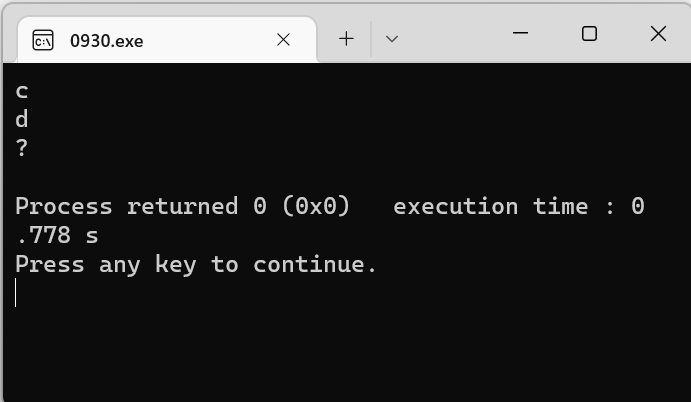 C:\ 0930.exe
c
d
?
Process returned 0 (0x0)   execution time : 0
.778 s
Press any key to continue.